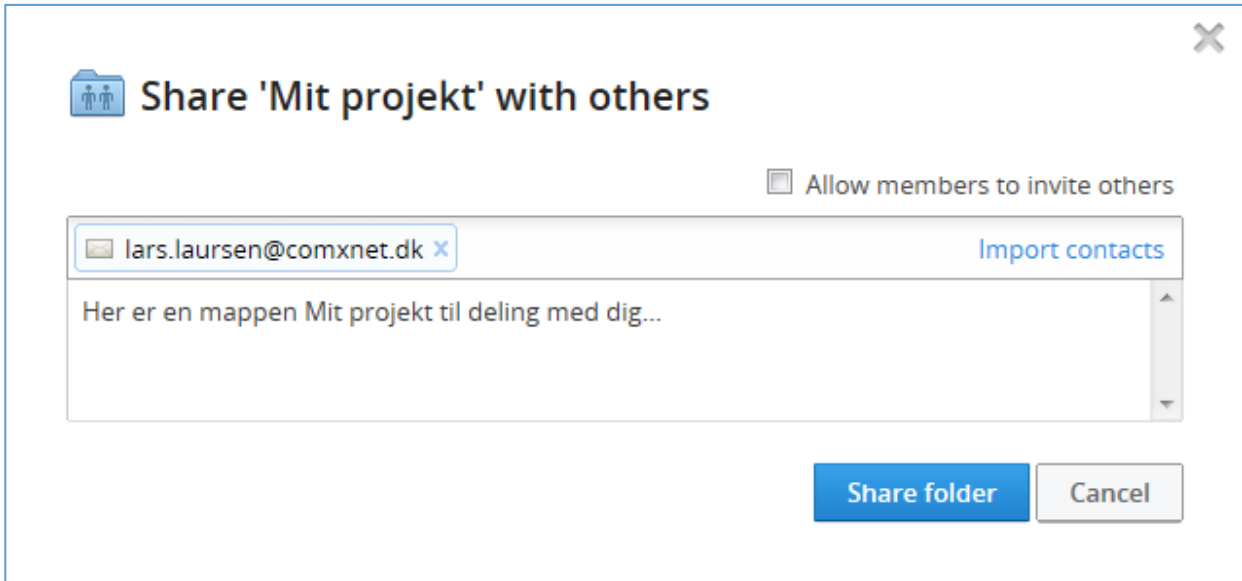 Share 'Mit projekt' with others
Allow members to invite others
lars.laursen@comxnet.dk Import contacts
Her er en mappen Mit projekt til deling med dig...
Share folder Cancel